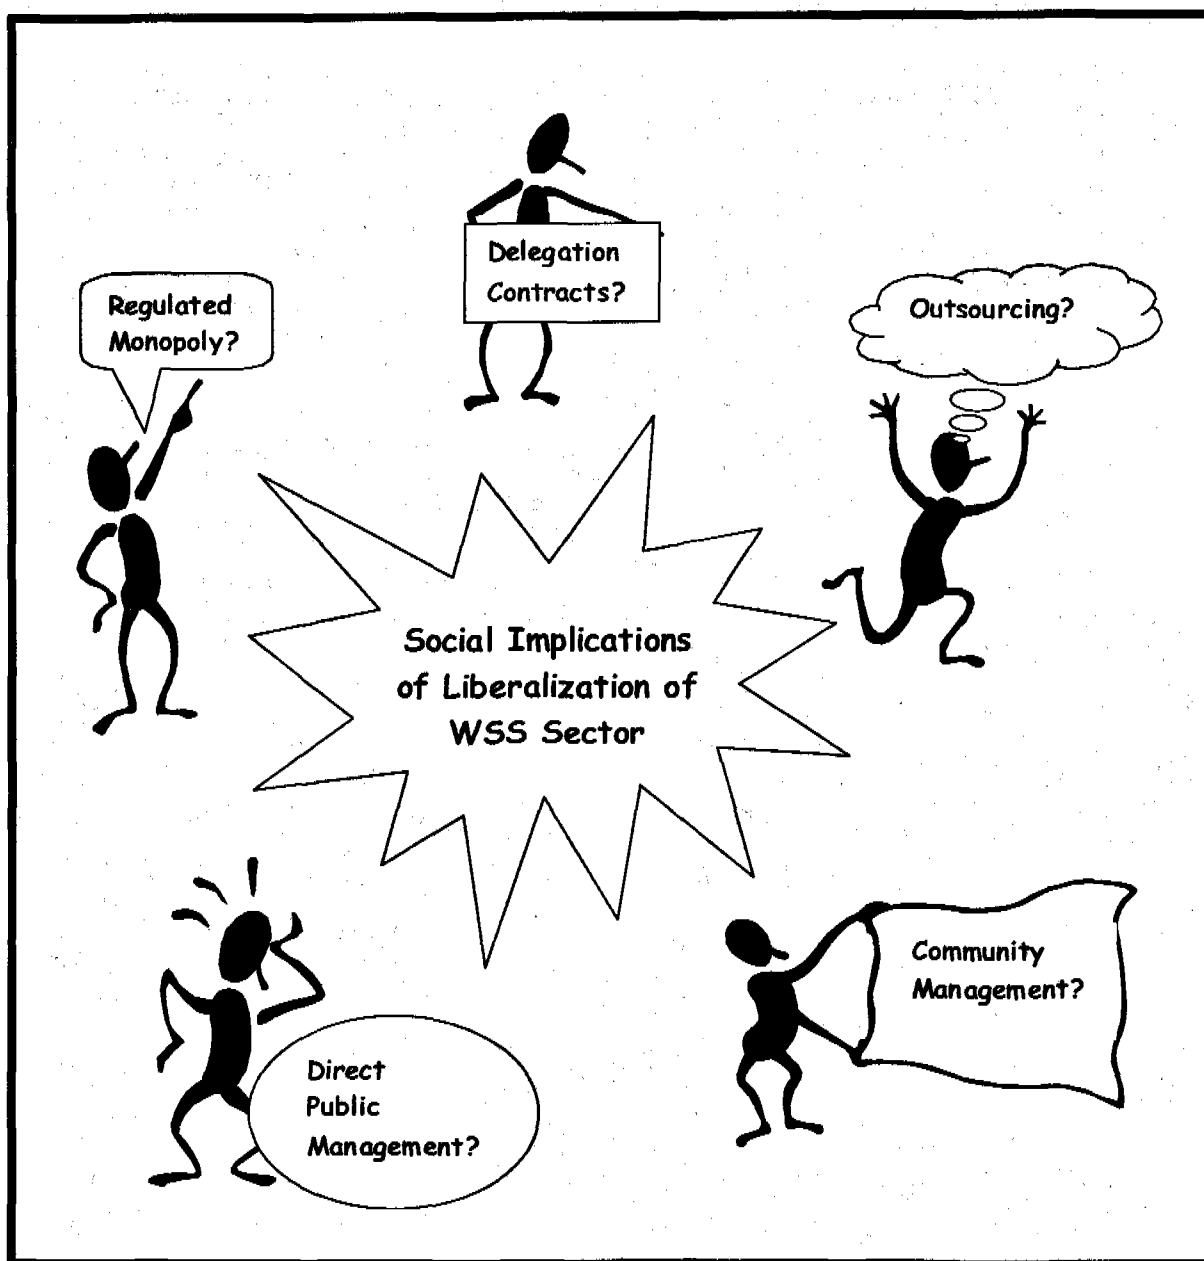 Delegation
Contracts?
Regulated
Monopoly?
Outsourcing?
Social Implications
of Liberalization of
WSS Sector
Community
Management?
Direct
Public
Management?